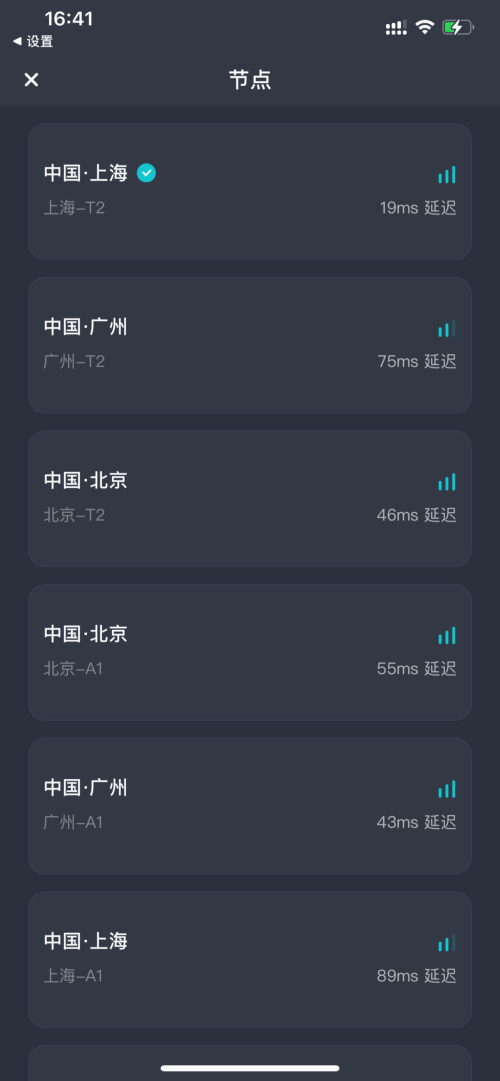 16:41
◀ 设置
节点
中国·上海
上海-T2
19ms 延迟
中国·广州
广州-T2
75ms 延迟
中国·北京
北京-T2
46ms 延迟
中国·北京
北京-A1
55ms 延迟
中国·广州
广州-A1
43ms 延迟
中国·上海
上海-A1
89ms 延迟